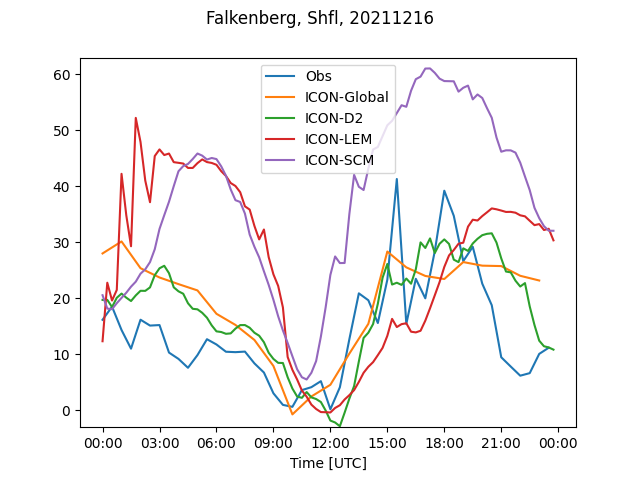 Falkenberg, Shfl, 20211216
60
50
40
30
20
10
0
Obs
ICON-Global
ICON-D2
ICON-LEM
ICON-SCM
00:00 03:00 06:00 09:00 12:00 15:00 18:00 21:00 00:00
Time [UTC]